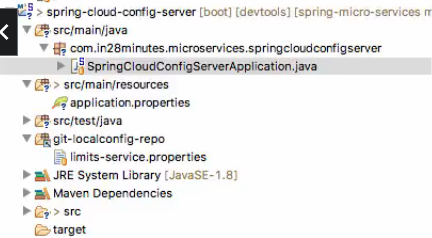 > spring-cloud-config-server [boot] [devtools] [spring-micro-services m
src/main/java
com.in28minutes.microservices.springcloudconfigserver
SpringCloudConfigServerApplication.java
> src/main/resources
application.properties
src/test/java
git-localconfig-repo
limits-service.properties
JRE System Library [JavaSE-1.8]
Maven Dependencies
> src
target